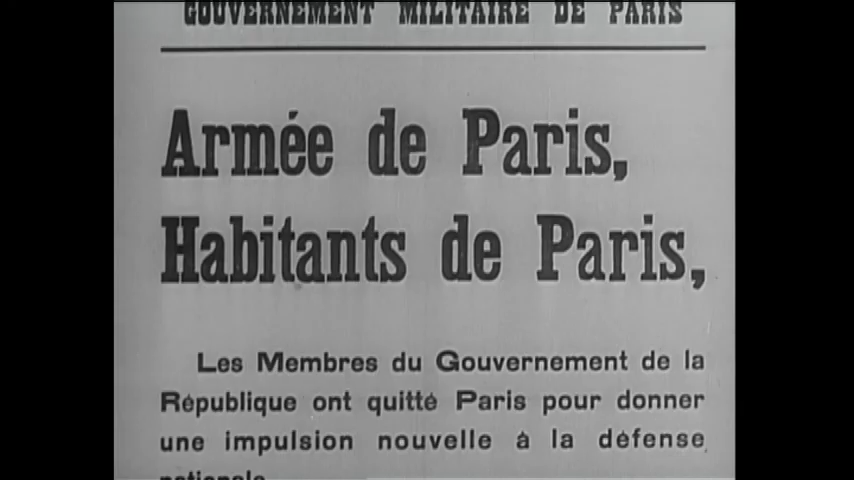 GOUVERNEMENT MILITAIRE DE PARIS
Armée de Paris,
Habitants de Paris,
Les Membres du Gouvernement de la
République ont quitté Paris pour donner
une impulsion nouvelle à la défense
nationale